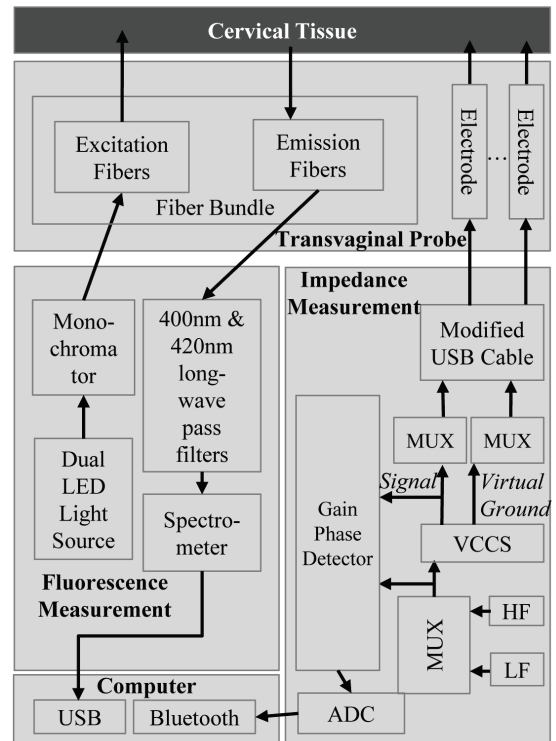 Cervical Tissue
Excitation
Fibers
Emission
Fibers
Fiber Bundle
Electrode
...
Electrode
Transvaginal Probe
Mono-
chroma
tor
400nm &
420nm
long-
wave
pass
filters
Dual
LED
Light
Source
Spectro-
meter
Fluorescence
Measurement
Impedance
Measurement
Modified
USB Cable
MUX
MUX
Signal
Virtual
Ground
Gain
Phase
Detector
VCCS
MUX
HF
LF
ADC
Computer
USB
Bluetooth